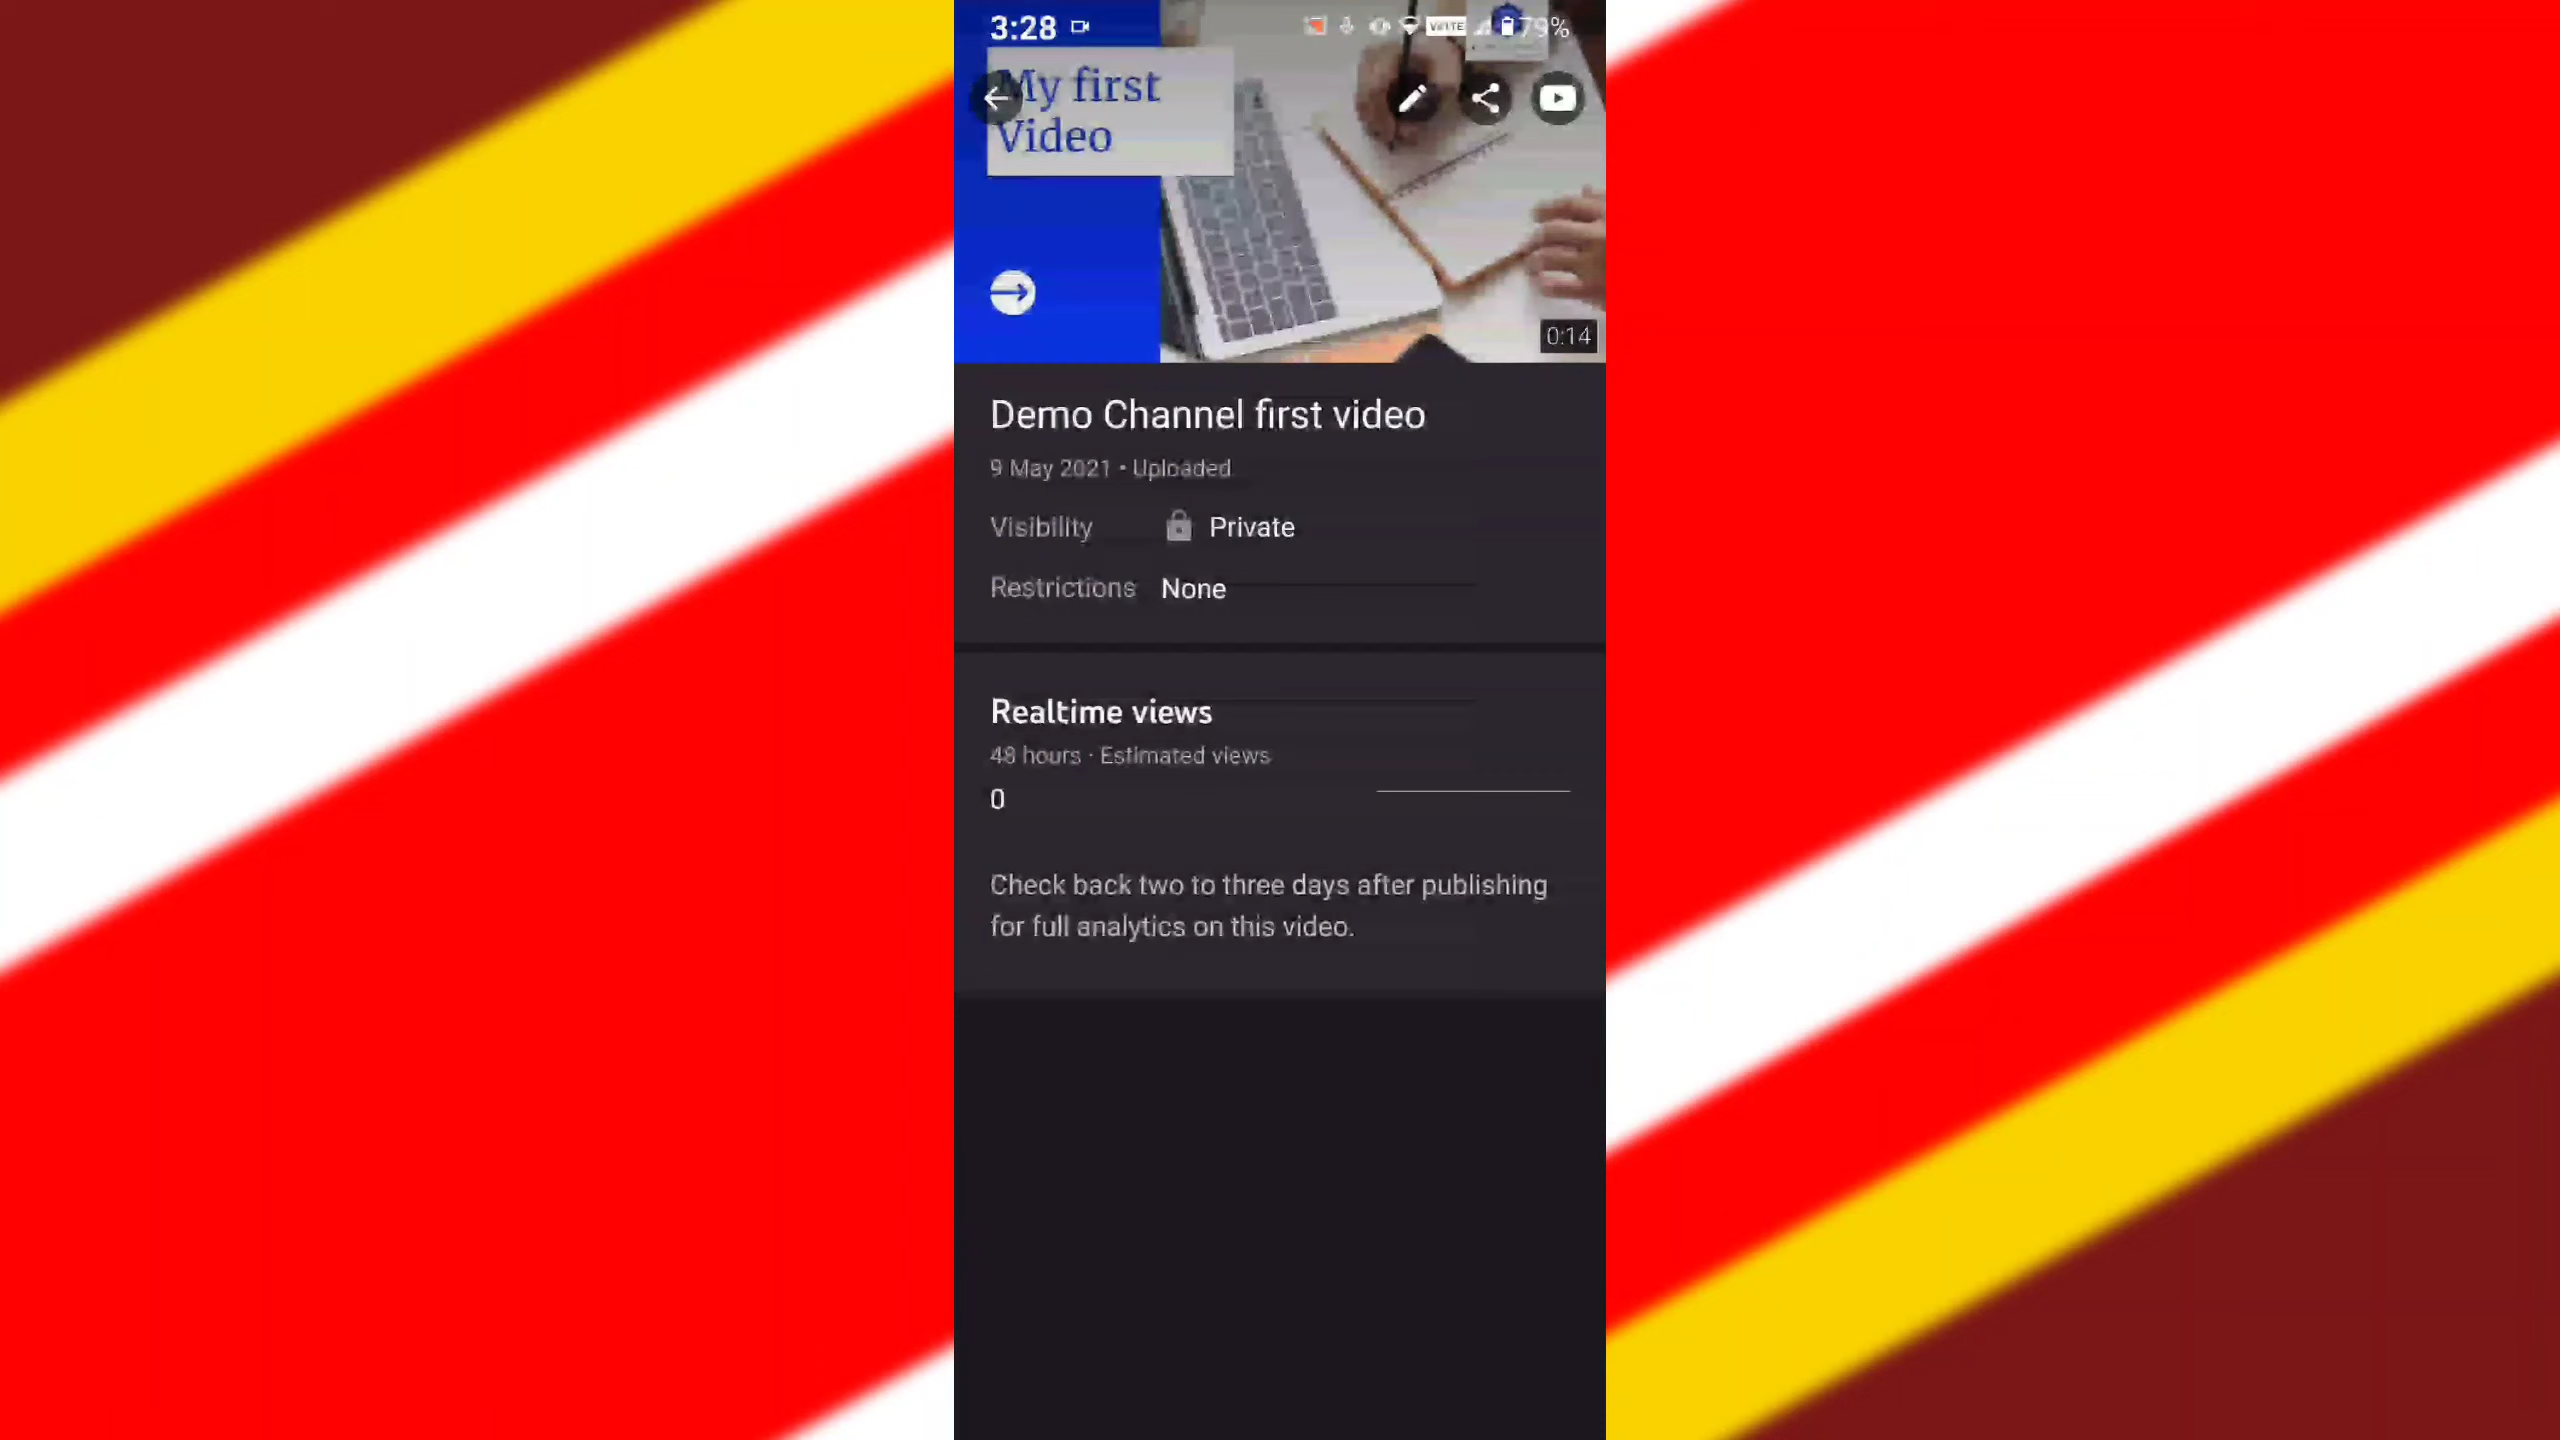 3:28
VoLTE
79%
My first
Video
0:14
Demo Channel first video
9 May 2021 • Uploaded
Visibility Private
Restrictions None
Realtime views
48 hours · Estimated views
0
Check back two to three days after publishing
for full analytics on this video.